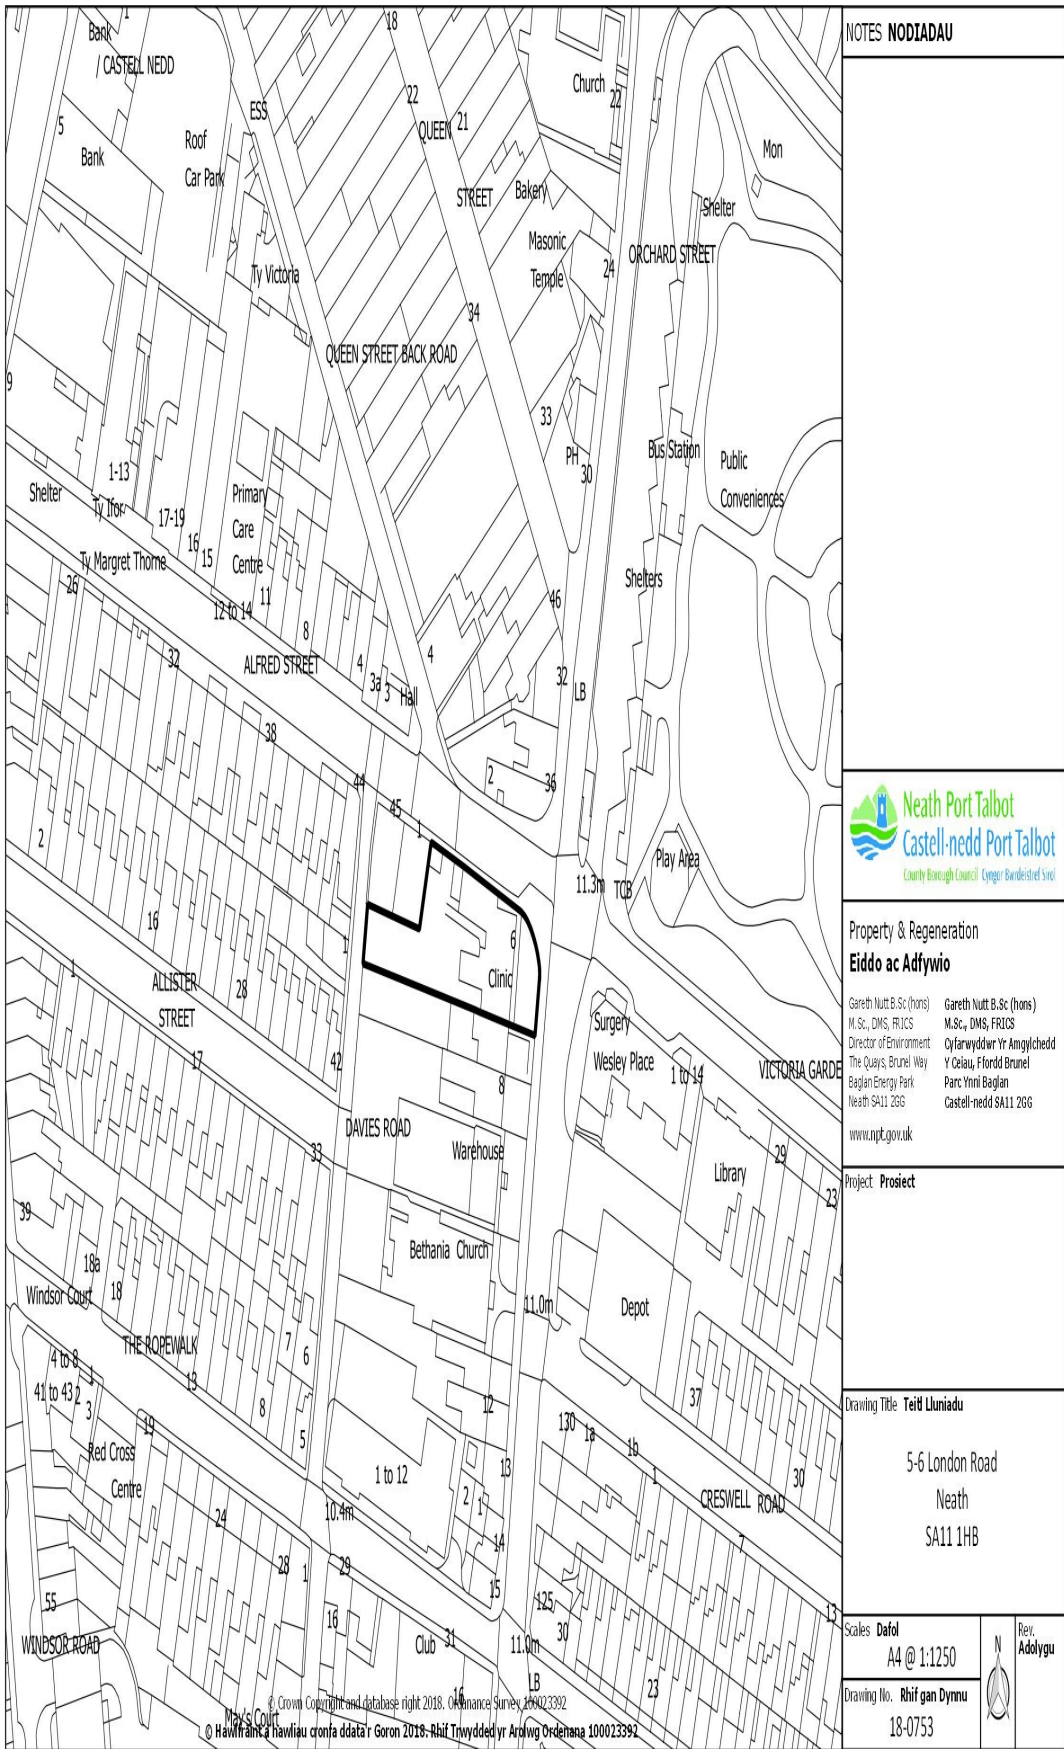 Bank
1
/ CASTELL NEDD
5
Bank
Roof
Car Park
ESS
18
22
QUEEN
21
STREET
Bakery
Church
22
Mon
Shelter
ORCHARD STREET
Masonic
Temple
24
Ty Victoria
34
QUEEN STREET BACK ROAD
9
33
PH
30
Bus Station
Public
Conveniences
Shelter
1-13
Ty Ifor
17-19
16
15
Primary
Care
Centre
Ty Margret Thorne
26
12 to 14
11
8
Shelters
46
4
32
ALFRED STREET
4
3a
3
Hall
32
LB
38
44
45
1
2
36
2
11.3m
TCB
Play Area
16
1
6
Clinic
1
ALLISTER
STREET
28
Surgery
Wesley Place
1 to 14
VICTORIA GARDE
17
42
8
DAVIES ROAD
Warehouse
33
Library
29
23
39
Bethania Church
18a
18
Windsor Court
11.0m
Depot
THE ROPEWALK
7
6
4 to 8
1
41 to 43
2
3
13
8
5
19
12
37
130
1a
1b
Red Cross
Centre
1 to 12
13
1
30
2
1
CRESWELL ROAD
10.4m
24
14
7
28
1
29
15
125
13
55
16
30
WINDSOR ROAD
Club
31
11.0m
LB
23
16
May's Court
© Crown Copyright and database right 2018. Ordnance Survey 100023392
© Hawlfraint a hawliau cronfa ddata'r Goron 2018. Rhif Trwydded yr Arolwg Ordenana 100023392
NOTES NODIADAU
Neath Port Talbot
Castell-nedd Port Talbot
County Borough Council Cyngor Bwrdeistref Sirol
Property & Regeneration
Eiddo ac Adfywio
Gareth Nutt B.Sc (hons) Gareth Nutt B.Sc (hons)
M.Sc., DMS, FRICS M.Sc., DMS, FRICS
Director of Environment Cyfarwyddwr Yr Amgylchedd
The Quays, Brunel Way Y Ceiau, Ffordd Brunel
Baglan Energy Park Parc Ynni Baglan
Neath SA11 2GG Castell-nedd SA11 2GG
www.npt.gov.uk
Project Prosiect
Drawing Title Teitl Lluniadu
5-6 London Road
Neath
SA11 1HB
Scales Dafol
A4 @ 1:1250
N
Rev.
Adolygu
Drawing No. Rhif gan Dynnu
18-0753